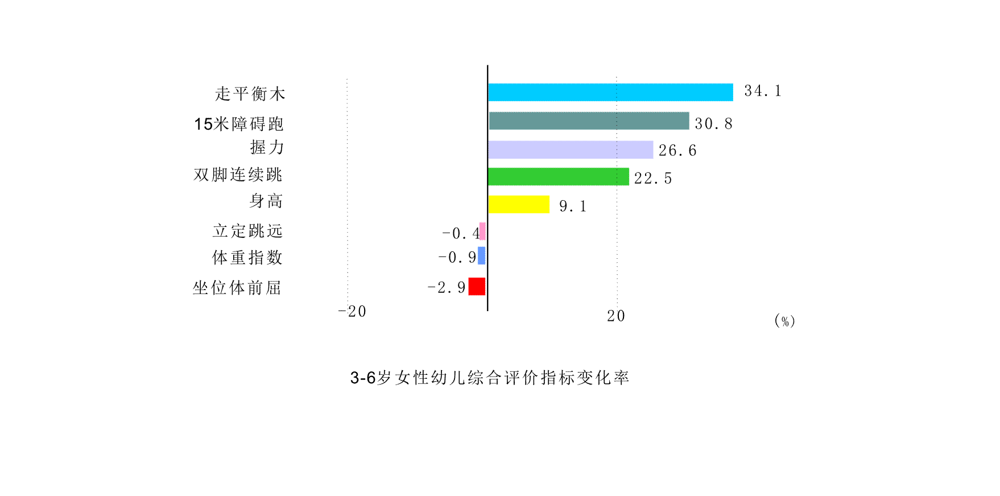 走平衡木 34.1
15米障碍跑 30.8
握力 26.6
双脚连续跳 22.5
身高 9.1
立定跳远 -0.4
体重指数 -0.9
坐位体前屈 -2.9
-20 20 (%)
3-6岁女性幼儿综合评价指标变化率